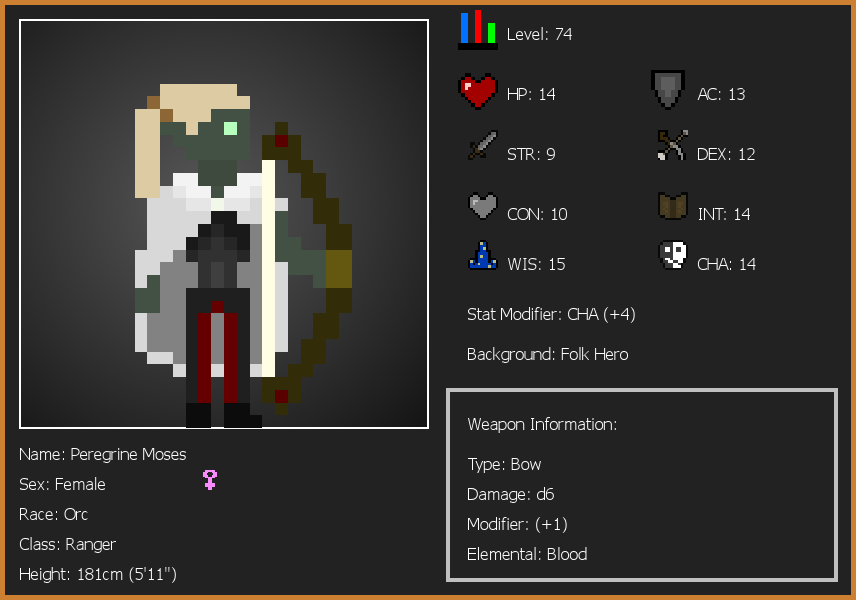 Level: 74
HP: 14
AC: 13
STR: 9
DEX: 12
CON: 10
INT: 14
WIS: 15
CHA: 14
Stat Modifier: CHA (+4)
Background: Folk Hero
Weapon Information:
Type: Bow
Damage: d6
Modifier: (+1)
Elemental: Blood
Name: Peregrine Moses
Sex: Female
Race: Orc
Class: Ranger
Height: 181cm (5'11")